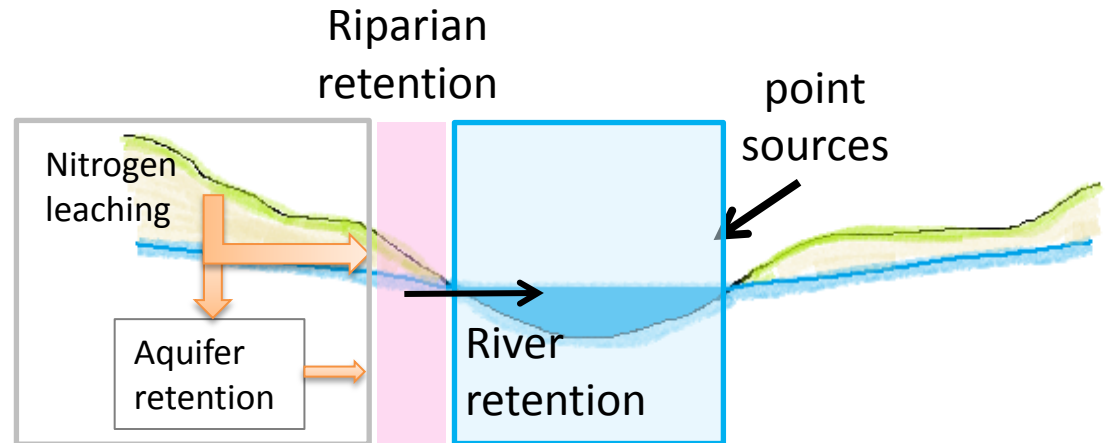 Riparian
retention
point
sources
Nitrogen
leaching
Aquifer
retention
River
retention